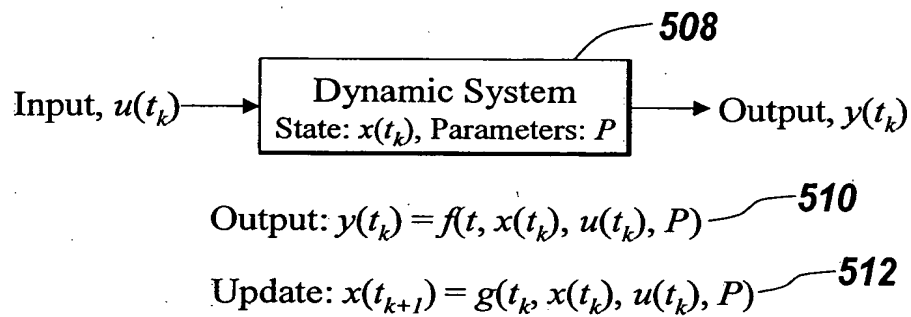 508
Input, u(tₖ)
Dynamic System
State: x(tₖ), Parameters: P
Output, y(tₖ)
Output: y(tₖ) = f(t, x(tₖ), u(tₖ), P)
510
Update: x(tₖ₊₁) = g(tₖ, x(tₖ), u(tₖ), P)
512